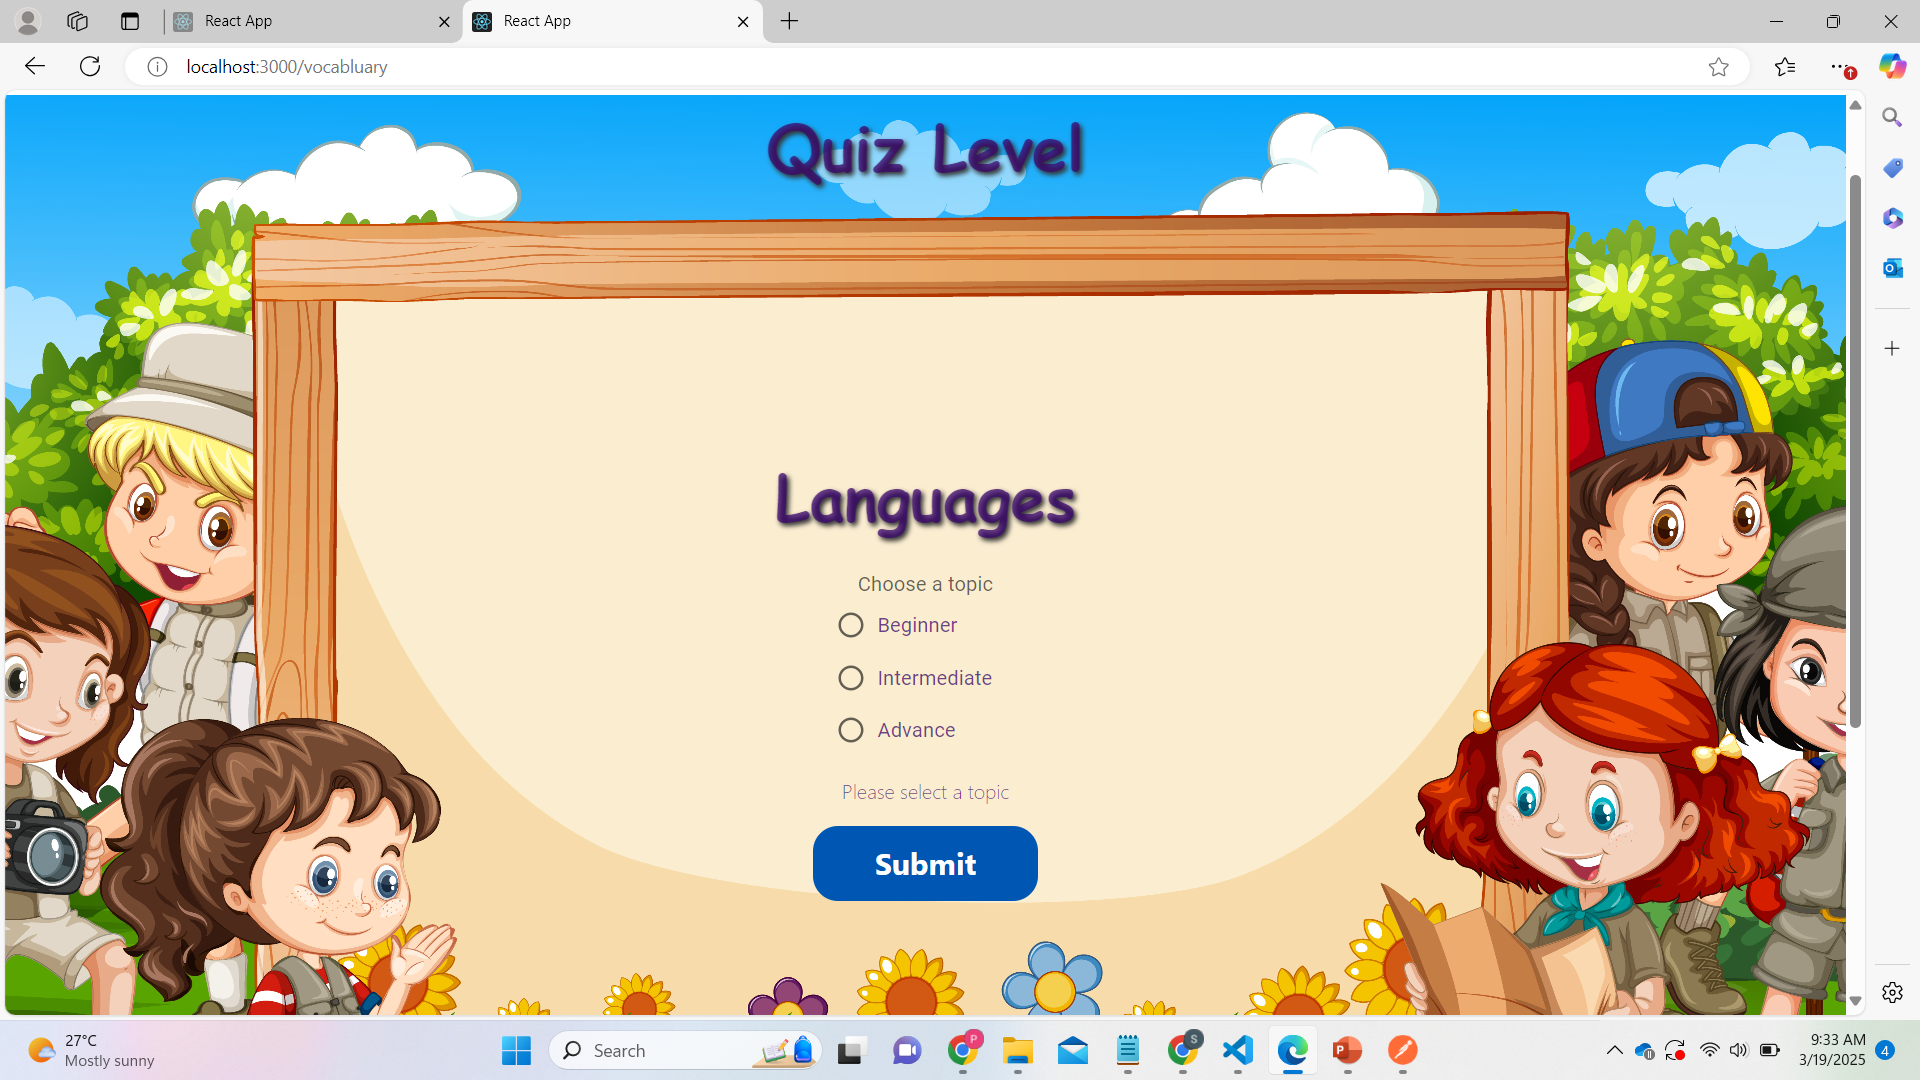 React App
React App
localhost:3000/vocabluary
Quiz Level
Languages
Choose a topic
Beginner
Intermediate
Advance
Please select a topic
Submit
27°C
Mostly sunny
Search
P
S
9:33 AM
3/19/2025
4